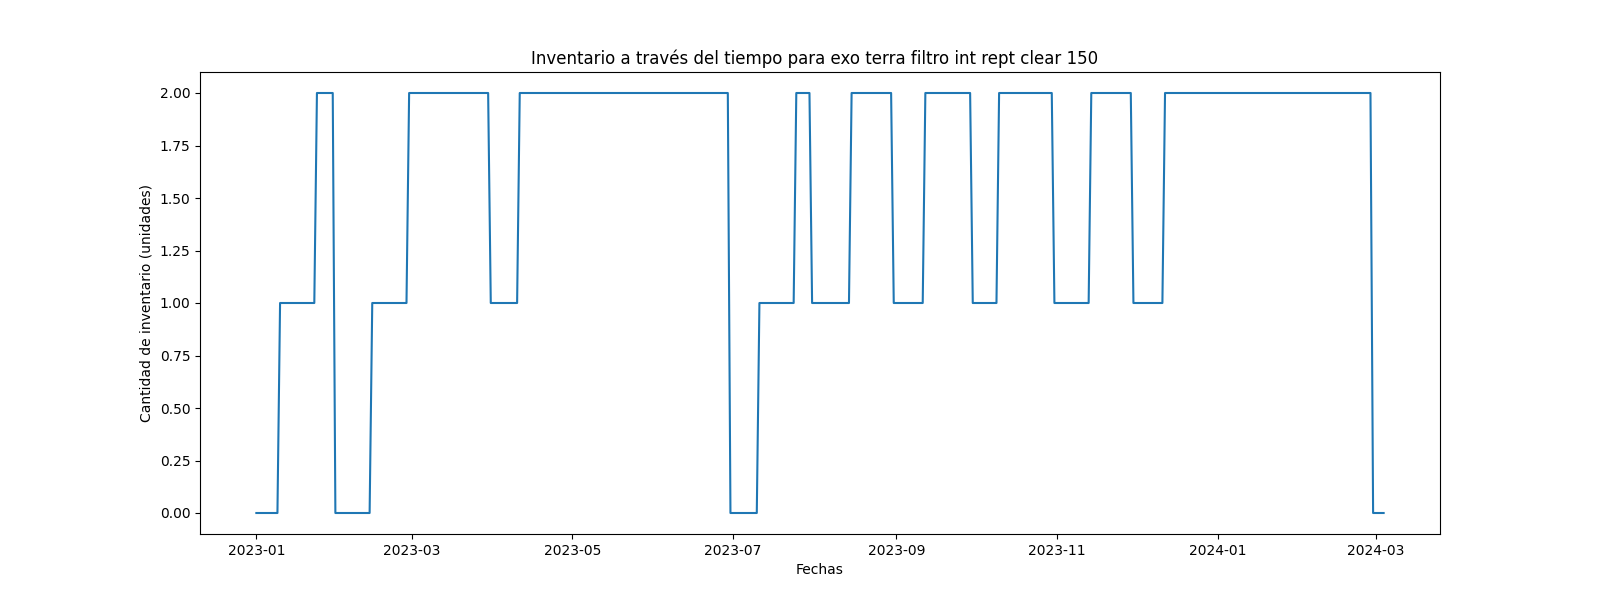 Inventario a través del tiempo para exo terra filtro int rept clear 150
Cantidad de inventario (unidades)
2.00
1.75
1.50
1.25
1.00
0.75
0.50
0.25
0.00
2023-01 2023-03 2023-05 2023-07 2023-09 2023-11 2024-01 2024-03
Fechas